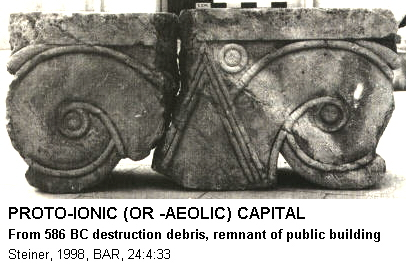 PROTO-IONIC (OR -AEOLIC) CAPITAL
From 586 BC destruction debris, remnant of public building
Steiner, 1998, BAR, 24:4:33